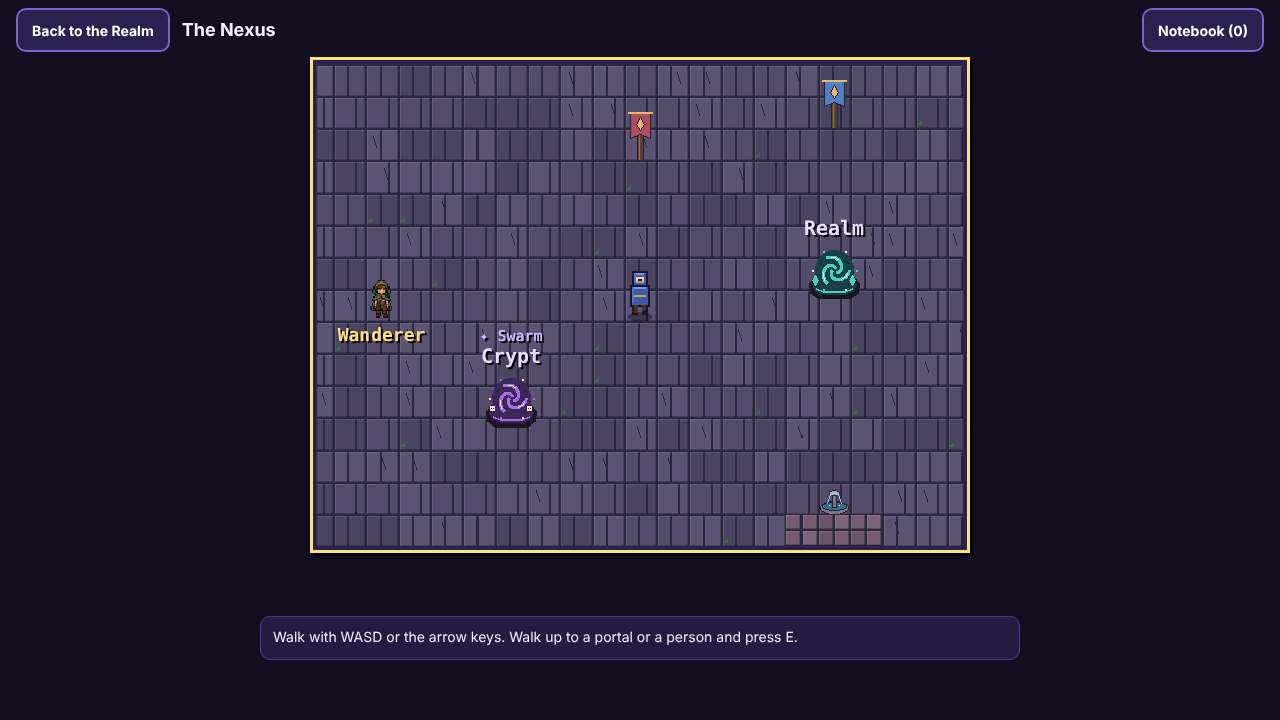 Back to the Realm
The Nexus
Notebook (0)
Realm
Wanderer
✦ Swarm
Crypt
Walk with WASD or the arrow keys. Walk up to a portal or a person and press E.